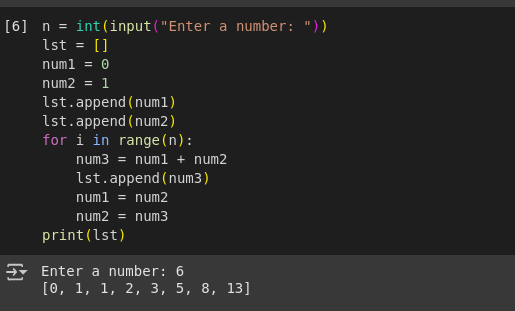 [6] n = int(input("Enter a number: "))
lst = []
num1 = 0
num2 = 1
lst.append(num1)
lst.append(num2)
for i in range(n):
    num3 = num1 + num2
    lst.append(num3)
    num1 = num2
    num2 = num3
print(lst)
Enter a number: 6
[0, 1, 1, 2, 3, 5, 8, 13]